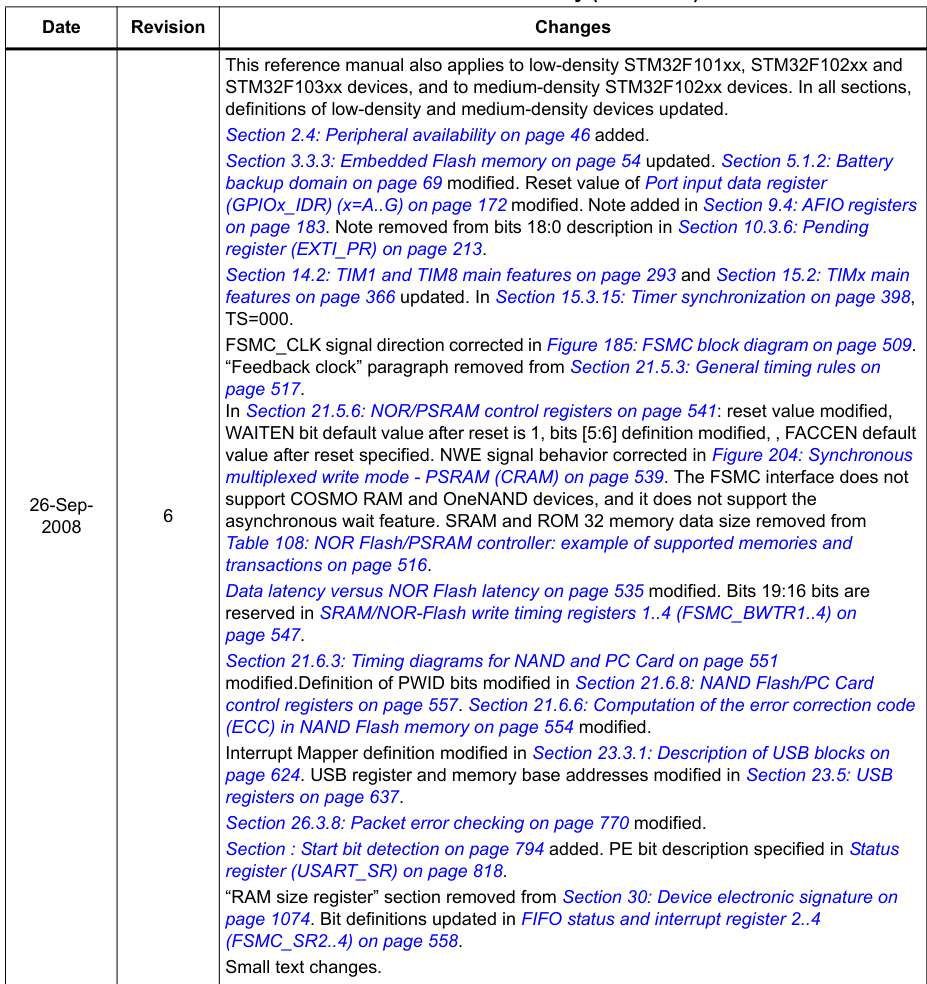 Date Revision Changes
This reference manual also applies to low-density STM32F101xx, STM32F102xx and
STM32F103xx devices, and to medium-density STM32F102xx devices. In all sections,
definitions of low-density and medium-density devices updated.
Section 2.4: Peripheral availability on page 46 added.
Section 3.3.3: Embedded Flash memory on page 54 updated. Section 5.1.2: Battery
backup domain on page 69 modified. Reset value of Port input data register
(GPIOx_IDR) (x=A..G) on page 172 modified. Note added in Section 9.4: AFIO registers
on page 183. Note removed from bits 18:0 description in Section 10.3.6: Pending
register (EXTI_PR) on page 213.
Section 14.2: TIM1 and TIM8 main features on page 293 and Section 15.2: TIMx main
features on page 366 updated. In Section 15.3.15: Timer synchronization on page 398,
TS=000.
FSMC_CLK signal direction corrected in Figure 185: FSMC block diagram on page 509.
“Feedback clock” paragraph removed from Section 21.5.3: General timing rules on
page 517.
In Section 21.5.6: NOR/PSRAM control registers on page 541: reset value modified,
WAITEN bit default value after reset is 1, bits [5:6] definition modified, , FACCEN default
value after reset specified. NWE signal behavior corrected in Figure 204: Synchronous
multiplexed write mode - PSRAM (CRAM) on page 539. The FSMC interface does not
support COSMO RAM and OneNAND devices, and it does not support the
asynchronous wait feature. SRAM and ROM 32 memory data size removed from
Table 108: NOR Flash/PSRAM controller: example of supported memories and
transactions on page 516.
26-Sep-
2008
6
Data latency versus NOR Flash latency on page 535 modified. Bits 19:16 bits are
reserved in SRAM/NOR-Flash write timing registers 1..4 (FSMC_BWTR1..4) on
page 547.
Section 21.6.3: Timing diagrams for NAND and PC Card on page 551
modified.Definition of PWID bits modified in Section 21.6.8: NAND Flash/PC Card
control registers on page 557. Section 21.6.6: Computation of the error correction code
(ECC) in NAND Flash memory on page 554 modified.
Interrupt Mapper definition modified in Section 23.3.1: Description of USB blocks on
page 624. USB register and memory base addresses modified in Section 23.5: USB
registers on page 637.
Section 26.3.8: Packet error checking on page 770 modified.
Section : Start bit detection on page 794 added. PE bit description specified in Status
register (USART_SR) on page 818.
“RAM size register” section removed from Section 30: Device electronic signature on
page 1074. Bit definitions updated in FIFO status and interrupt register 2..4
(FSMC_SR2..4) on page 558.
Small text changes.